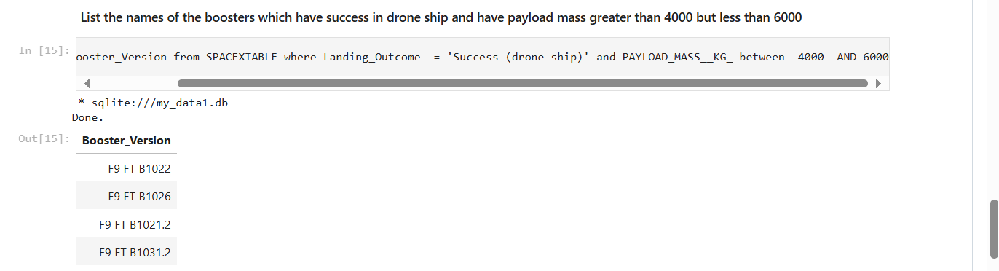 List the names of the boosters which have success in drone ship and have payload mass greater than 4000 but less than 6000
In [15]: ooster_Version from SPACEXTABLE where Landing_Outcome  = 'Success (drone ship)' and PAYLOAD_MASS__KG_ between  4000  AND 6000
* sqlite:///my_data1.db
Done.
Out[15]: Booster_Version
F9 FT B1022
F9 FT B1026
F9 FT B1021.2
F9 FT B1031.2